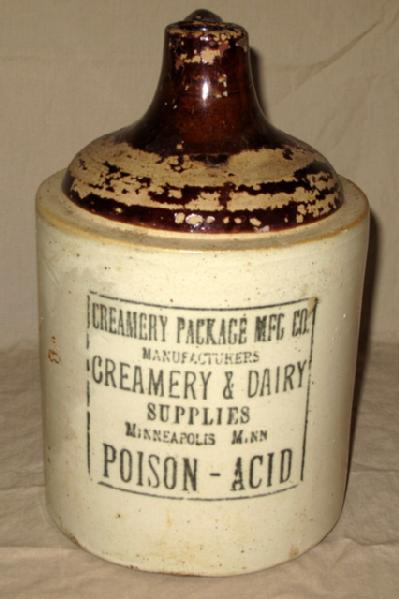 CREAMERY PACKAGE MFG CO.
MANUFACTURERS
CREAMERY & DAIRY
SUPPLIES
MINNEAPOLIS MINN
POISON - ACID